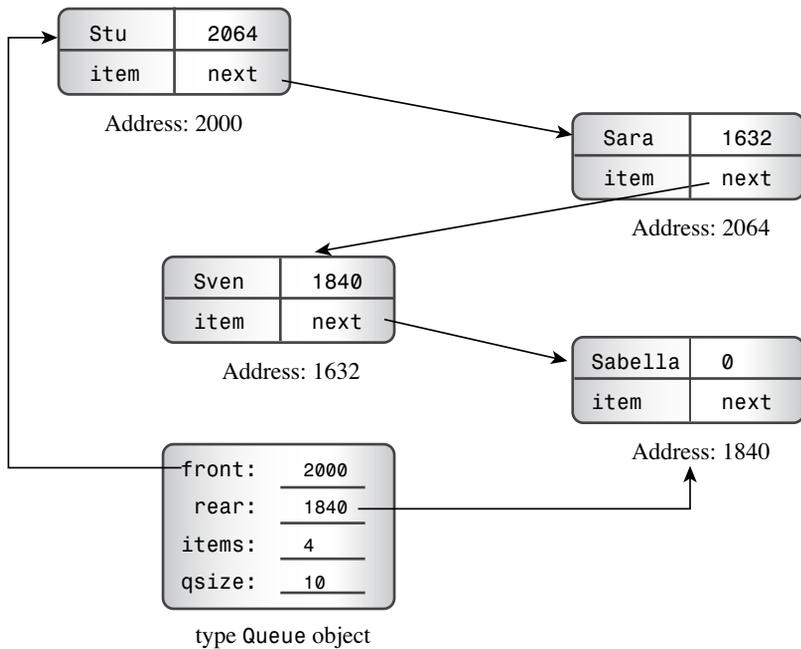 Stu 2064
item next
Address: 2000
Sara 1632
item next
Address: 2064
Sven 1840
item next
Address: 1632
Sabella 0
item next
Address: 1840
front: 2000
rear: 1840
items: 4
qsize: 10
type Queue object